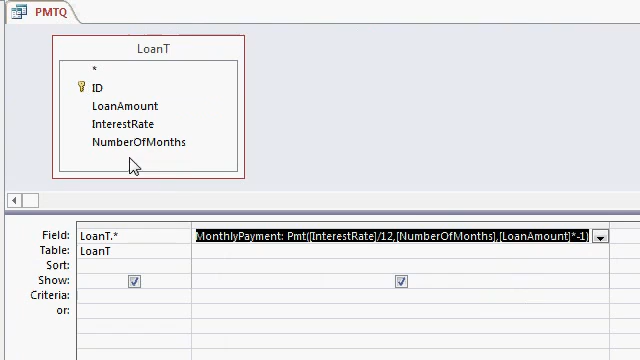 PMTQ
LoanT
*
ID
LoanAmount
InterestRate
NumberOfMonths
Field: LoanT.* MonthlyPayment: Pmt([InterestRate]/12,[NumberOfMonths],[LoanAmount]*-1)
Table: LoanT
Sort:
Show:
Criteria:
or: